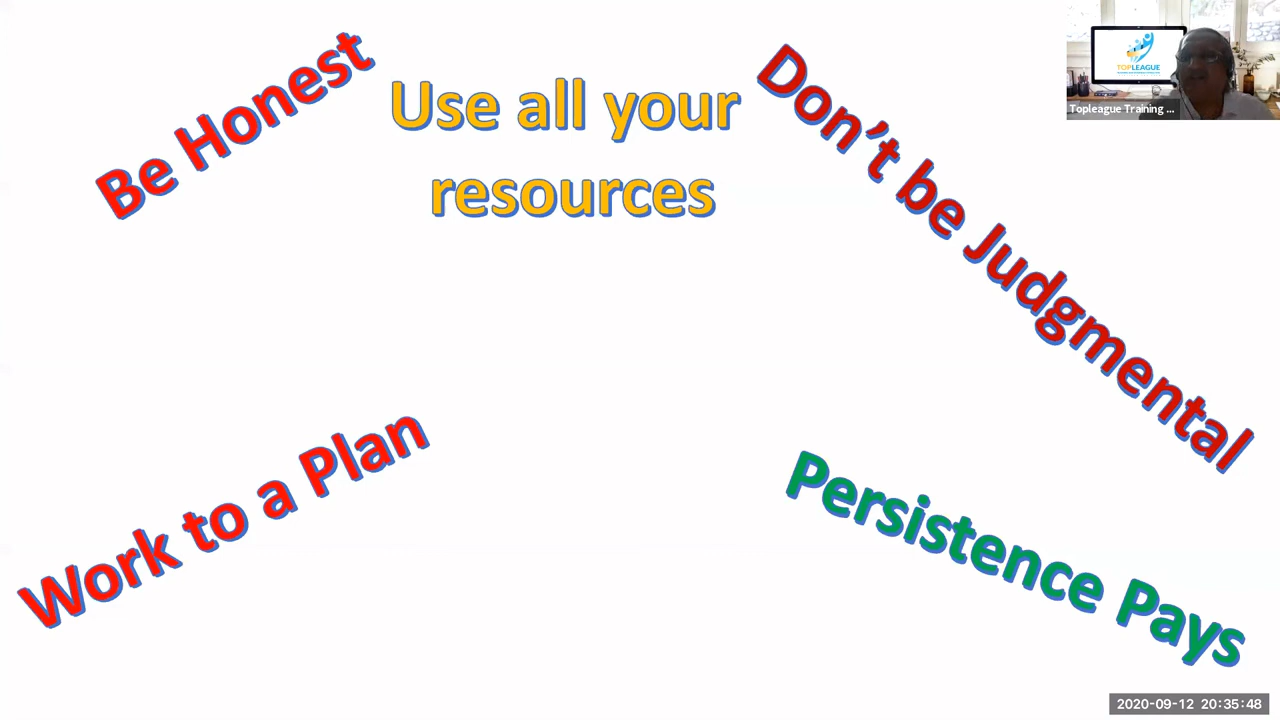 Be Honest
Use all your
resources
Don't be Judgmental
TOPLEAGUE
Topleague Training ...
Work to a Plan
Persistence Pays
2020-09-12 20:35:48